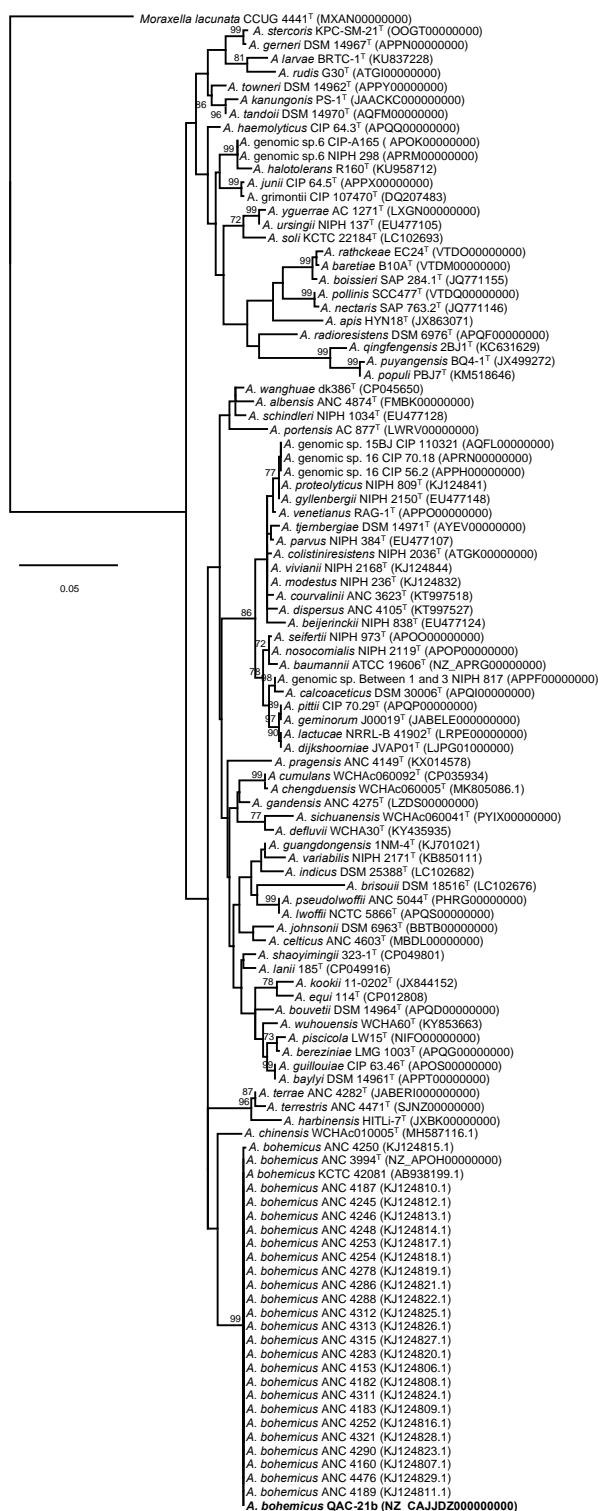 Moraxella lacunata CCUG 4441ᵀ (MXAN00000000)
A. stercoris KPC-SM-21ᵀ (OOGT00000000)
99
A. gerneri DSM 14967ᵀ (APPN00000000)
A larvae BRTC-1ᵀ (KU837228)
81
A. rudis G30ᵀ (ATGI00000000)
A. towneri DSM 14962ᵀ (APPY00000000)
86
A kanungonis PS-1ᵀ (JAACKC000000000)
96
A. tandoii DSM 14970ᵀ (AQFM00000000)
A. haemolyticus CIP 64.3ᵀ (APQQ00000000)
A. genomic sp.6 CIP-A165 ( APOK00000000)
99
A. genomic sp.6 NIPH 298 (APRM00000000)
A. halotolerans R160ᵀ (KU958712)
A. junii CIP 64.5ᵀ (APPX00000000)
99
A. grimontii CIP 107470ᵀ (DQ207483)
A. yguerrae AC 1271ᵀ (LXGN00000000)
99
A. ursingii NIPH 137ᵀ (EU477105)
72
A. soli KCTC 22184ᵀ (LC102693)
A. rathckeae EC24ᵀ (VTDO00000000)
99
A. baretiae B10Aᵀ (VTDM00000000)
A. boissieri SAP 284.1ᵀ (JQ771155)
A. pollinis SCC477ᵀ (VTDQ00000000)
99
A. nectaris SAP 763.2ᵀ (JQ771146)
A. apis HYN18ᵀ (JX863071)
A. radioresistens DSM 6976ᵀ (APQF00000000)
A. qingfengensis 2BJ1ᵀ (KC631629)
99
A. puyangensis BQ4-1ᵀ (JX499272)
99
A. populi PBJ7ᵀ (KM518646)
A. wanghuae dk386ᵀ (CP045650)
A. albensis ANC 4874ᵀ (FMBK00000000)
A. schindleri NIPH 1034ᵀ (EU477128)
A. portensis AC 877ᵀ (LWRV00000000)
A. genomic sp. 15BJ CIP 110321 (AQFL00000000)
A. genomic sp. 16 CIP 70.18 (APRN00000000)
A. genomic sp. 16 CIP 56.2 (APPH00000000)
77
A. proteolyticus NIPH 809ᵀ (KJ124841)
A. gyllenbergii NIPH 2150ᵀ (EU477148)
A. venetianus RAG-1ᵀ (APPO00000000)
A. tjernbergiae DSM 14971ᵀ (AYEV00000000)
A. parvus NIPH 384ᵀ (EU477107)
A. colistiniresistens NIPH 2036ᵀ (ATGK00000000)
A. vivianii NIPH 2168ᵀ (KJ124844)
0.05
A. modestus NIPH 236ᵀ (KJ124832)
A. courvalinii ANC 3623ᵀ (KT997518)
A. dispersus ANC 4105ᵀ (KT997527)
86
A. beijerinckii NIPH 838ᵀ (EU477124)
A. seifertii NIPH 973ᵀ (APOO00000000)
72
A. nosocomialis NIPH 2119ᵀ (APOP00000000)
A. baumannii ATCC 19606ᵀ (NZ_APRG00000000)
78
98
A. genomic sp. Between 1 and 3 NIPH 817 (APPF00000000)
A. calcoaceticus DSM 30006ᵀ (APQI00000000)
89
A. pittii CIP 70.29ᵀ (APQP00000000)
97
A. geminorum J00019ᵀ (JABELE000000000)
90
A. lactucae NRRL-B 41902ᵀ (LRPE00000000)
A. dijkshoorniae JVAP01ᵀ (LJPG01000000)
A. pragensis ANC 4149ᵀ (KX014578)
A cumulans WCHAc060092ᵀ (CP035934)
99
A chengduensis WCHAc060005ᵀ (MK805086.1)
A. gandensis ANC 4275ᵀ (LZDS00000000)
A. sichuanensis WCHAc060041ᵀ (PYIX00000000)
77
A. defluvii WCHA30ᵀ (KY435935)
A. guangdongensis 1NM-4ᵀ (KJ701021)
A. variabilis NIPH 2171ᵀ (KB850111)
A. indicus DSM 25388ᵀ (LC102682)
A. brisouii DSM 18516ᵀ (LC102676)
99
A. pseudolwoffii ANC 5044ᵀ (PHRG00000000)
A. lwoffii NCTC 5866ᵀ (APQS00000000)
A. johnsonii DSM 6963ᵀ (BBTB00000000)
A. celticus ANC 4603ᵀ (MBDL00000000)
A. shaoyimingii 323-1ᵀ (CP049801)
A. lanii 185ᵀ (CP049916)
A. kookii 11-0202ᵀ (JX844152)
78
A. equi 114ᵀ (CP012808)
A. bouvetii DSM 14964ᵀ (APQD00000000)
A. wuhouensis WCHA60ᵀ (KY853663)
73
A. piscicola LW15ᵀ (NIFO00000000)
A. bereziniae LMG 1003ᵀ (APQG00000000)
99
A. guillouiae CIP 63.46ᵀ (APOS00000000)
A. baylyi DSM 14961ᵀ (APPT00000000)
87
A. terrae ANC 4282ᵀ (JABERI00000000)
96
A. terrestris ANC 4471ᵀ (SJNZ00000000)
A. harbinensis HITLi-7ᵀ (JXBK00000000)
A. chinensis WCHAc010005ᵀ (MH587116.1)
A. bohemicus ANC 4250 (KJ124815.1)
A. bohemicus ANC 3994ᵀ (NZ_APOH00000000)
A bohemicus KCTC 42081 (AB938199.1)
A. bohemicus ANC 4187 (KJ124810.1)
A. bohemicus ANC 4245 (KJ124812.1)
A. bohemicus ANC 4246 (KJ124813.1)
A. bohemicus ANC 4248 (KJ124814.1)
A. bohemicus ANC 4253 (KJ124817.1)
A. bohemicus ANC 4254 (KJ124818.1)
A. bohemicus ANC 4278 (KJ124819.1)
A. bohemicus ANC 4286 (KJ124821.1)
A. bohemicus ANC 4288 (KJ124822.1)
A. bohemicus ANC 4312 (KJ124825.1)
99
A. bohemicus ANC 4313 (KJ124826.1)
A. bohemicus ANC 4315 (KJ124827.1)
A. bohemicus ANC 4283 (KJ124820.1)
A. bohemicus ANC 4153 (KJ124806.1)
A. bohemicus ANC 4182 (KJ124808.1)
A. bohemicus ANC 4311 (KJ124824.1)
A. bohemicus ANC 4183 (KJ124809.1)
A. bohemicus ANC 4252 (KJ124816.1)
A. bohemicus ANC 4321 (KJ124828.1)
A. bohemicus ANC 4290 (KJ124823.1)
A. bohemicus ANC 4160 (KJ124807.1)
A. bohemicus ANC 4476 (KJ124829.1)
A. bohemicus ANC 4189 (KJ124811.1)
A. bohemicus QAC-21b (NZ_CAJJDZ000000000)